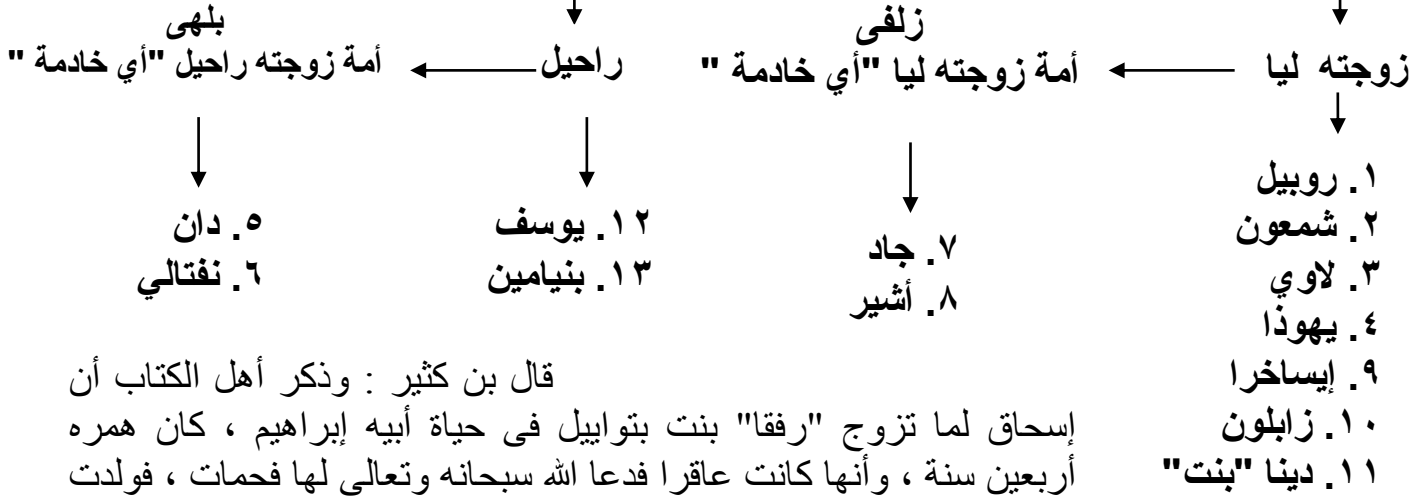 زوجته ليا
زلفى
أمة زوجته ليا "أي خادمة "
راحيل
بلهى
أمة زوجته راحيل "أي خادمة "
١. روبيل
٢. شمعون
٣. لاوي
٤. يهوذا
٩. إيساخرا
١٠. زابلون
١١. دينا "بنت"
٧. جاد
٨. أشير
١٢. يوسف
١٣. بنيامين
٥. دان
٦. نفتالي
قال بن كثير : وذكر أهل الكتاب أن
إسحاق لما تزوج "رفقا" بنت بتواييل فى حياة أبيه إبراهيم ، كان همره
أربعين سنة ، وأنها كانت عاقرا فدعا الله سبحانه وتعالى لها فحمات ، فولدت